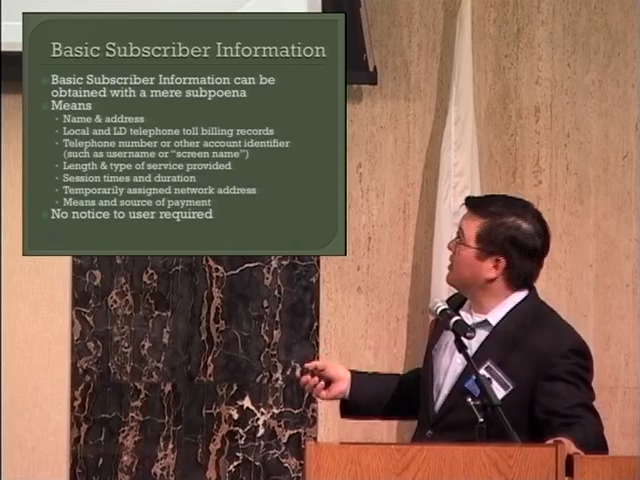 Basic Subscriber Information
Basic Subscriber Information can be
obtained with a mere subpoena
Means
Name & address
Local and LD telephone toll billing records
Telephone number or other account identifier
(such as username or “screen name”)
Length & type of service provided
Session times and duration
Temporarily assigned network address
Means and source of payment
No notice to user required